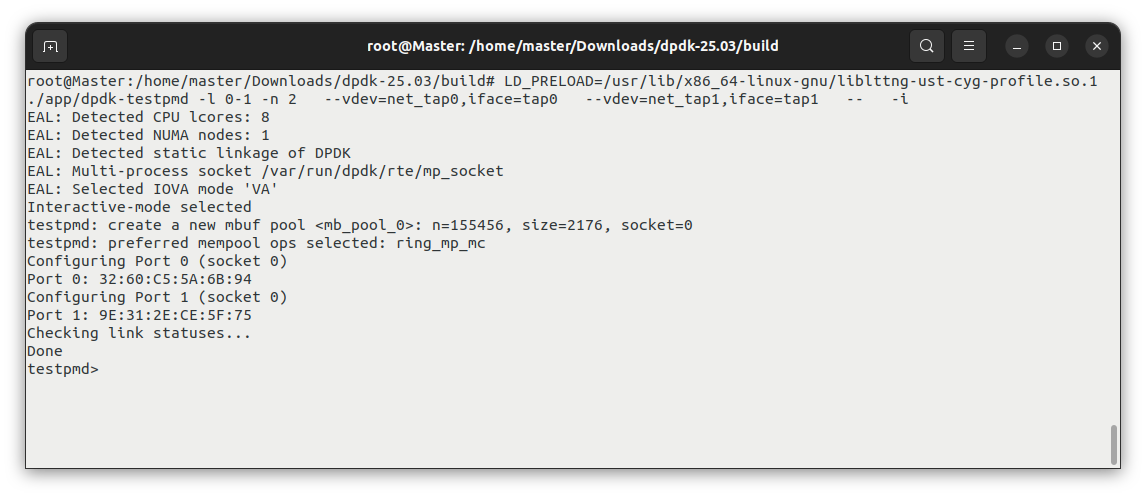 root@Master: /home/master/Downloads/dpdk-25.03/build
root@Master:/home/master/Downloads/dpdk-25.03/build# LD_PRELOAD=/usr/lib/x86_64-linux-gnu/liblttng-ust-cyg-profile.so.1
./app/dpdk-testpmd -l 0-1 -n 2   --vdev=net_tap0,iface=tap0   --vdev=net_tap1,iface=tap1   --   -i
EAL: Detected CPU lcores: 8
EAL: Detected NUMA nodes: 1
EAL: Detected static linkage of DPDK
EAL: Multi-process socket /var/run/dpdk/rte/mp_socket
EAL: Selected IOVA mode 'VA'
Interactive-mode selected
testpmd: create a new mbuf pool <mb_pool_0>: n=155456, size=2176, socket=0
testpmd: preferred mempool ops selected: ring_mp_mc
Configuring Port 0 (socket 0)
Port 0: 32:60:C5:5A:6B:94
Configuring Port 1 (socket 0)
Port 1: 9E:31:2E:CE:5F:75
Checking link statuses...
Done
testpmd>